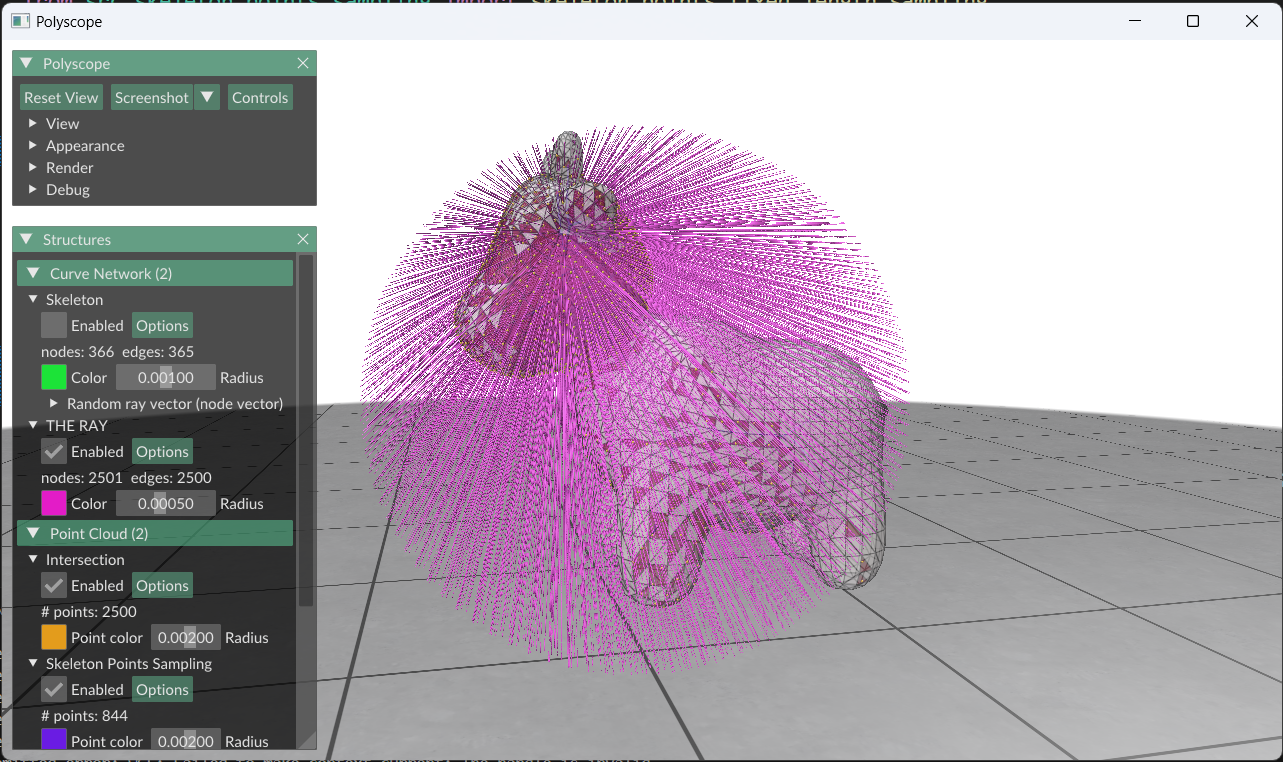 Polyscope
Polyscope
Reset View Screenshot Controls
View
Appearance
Render
Debug
Structures
Curve Network (2)
Skeleton
Enabled Options
nodes: 366 edges: 365
Color 0.00100 Radius
Random ray vector (node vector)
THE RAY
Enabled Options
nodes: 2501 edges: 2500
Color 0.00050 Radius
Point Cloud (2)
Intersection
Enabled Options
# points: 2500
Point color 0.00200 Radius
Skeleton Points Sampling
Enabled Options
# points: 844
Point color 0.00200 Radius